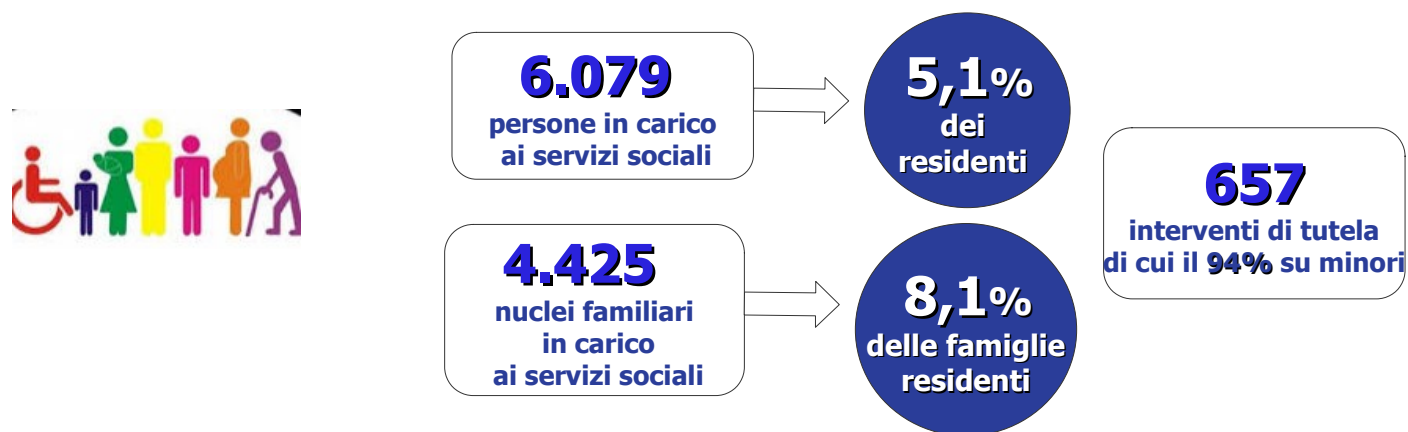 6.079
persone in carico
ai servizi sociali
5,1%
dei
residenti
4.425
nuclei familiari
in carico
ai servizi sociali
8,1%
delle famiglie
residenti
657
interventi di tutela
di cui il 94% su minori